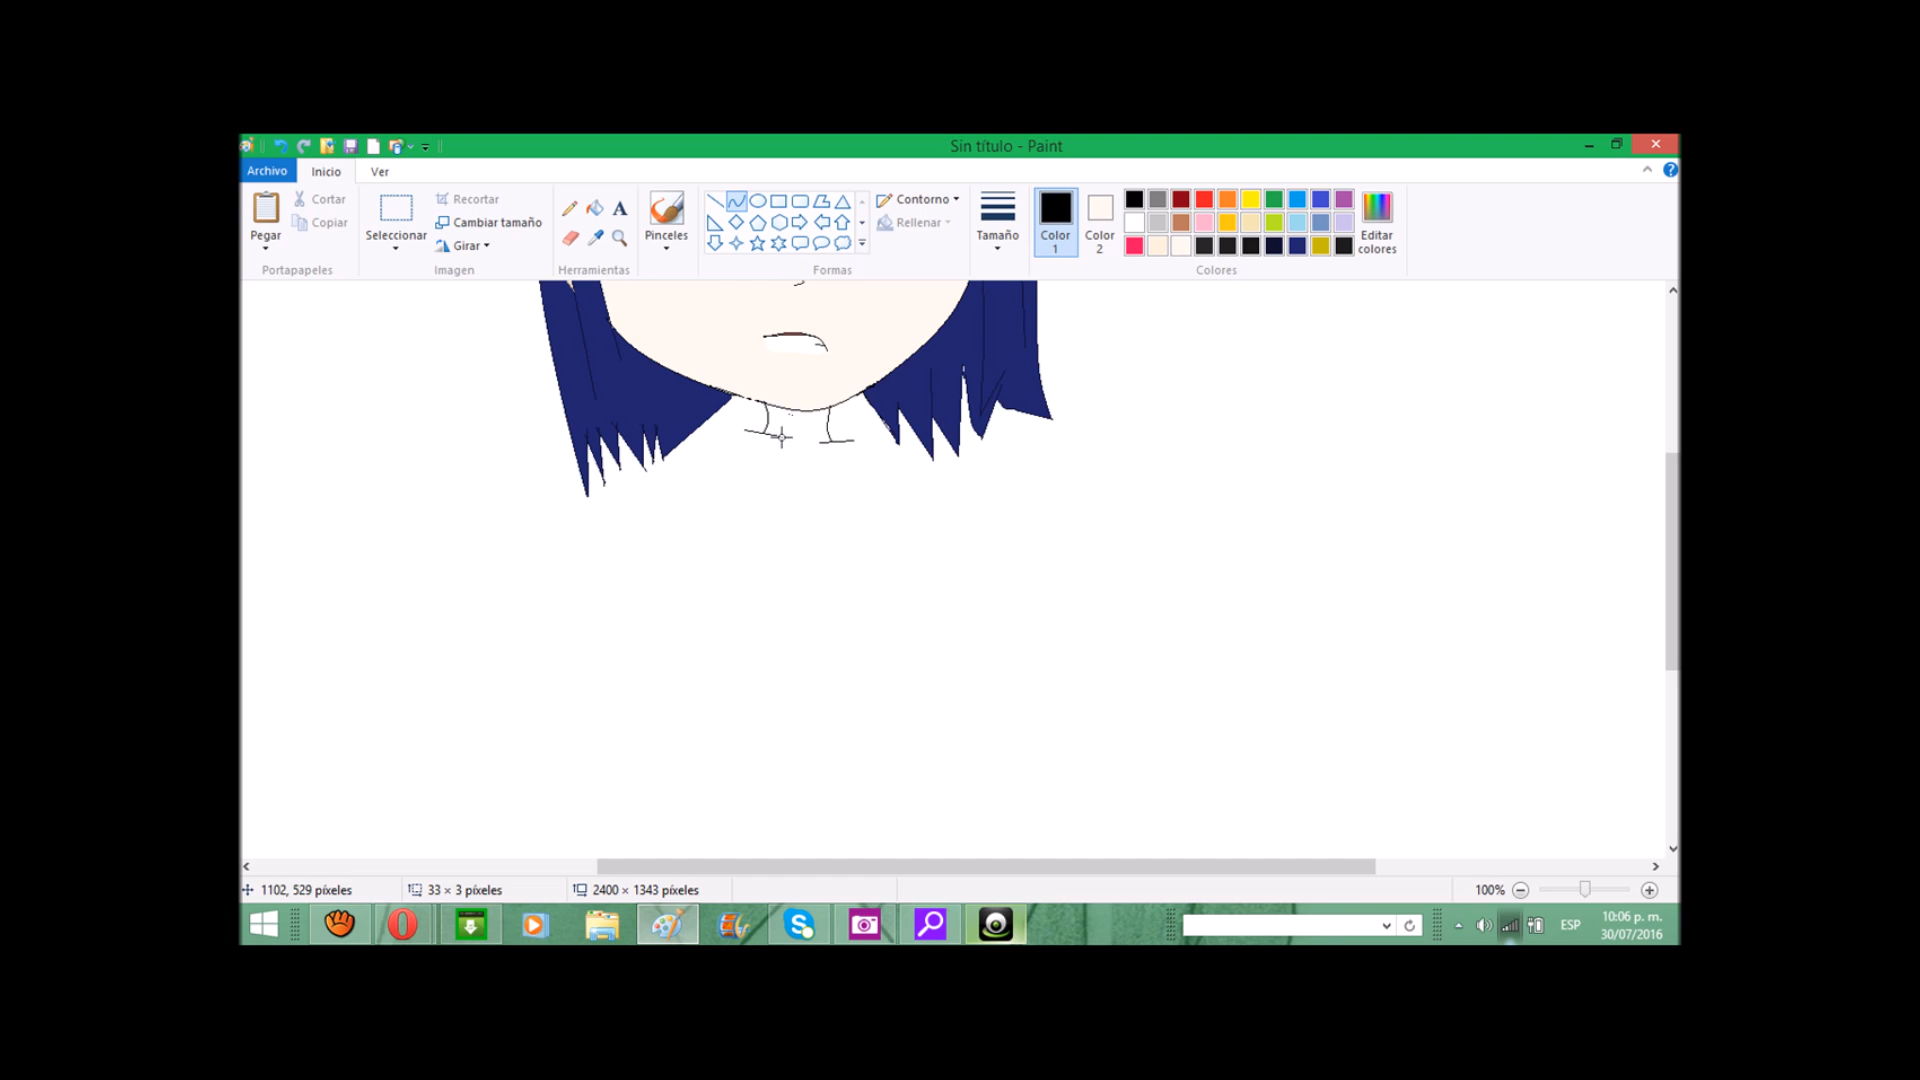 Sin título - Paint
Archivo Inicio Ver
Pegar
Cortar
Copiar
Portapapeles
Seleccionar
Recortar
Cambiar tamaño
Girar
Imagen
A
Herramientas
Pinceles
Formas
Contorno
Rellenar
Tamaño
Color
1
Color
2
Editar
colores
Colores
1102, 529 píxeles
33 × 3 píxeles
2400 × 1343 píxeles
100%
ESP
10:06 p. m.
30/07/2016